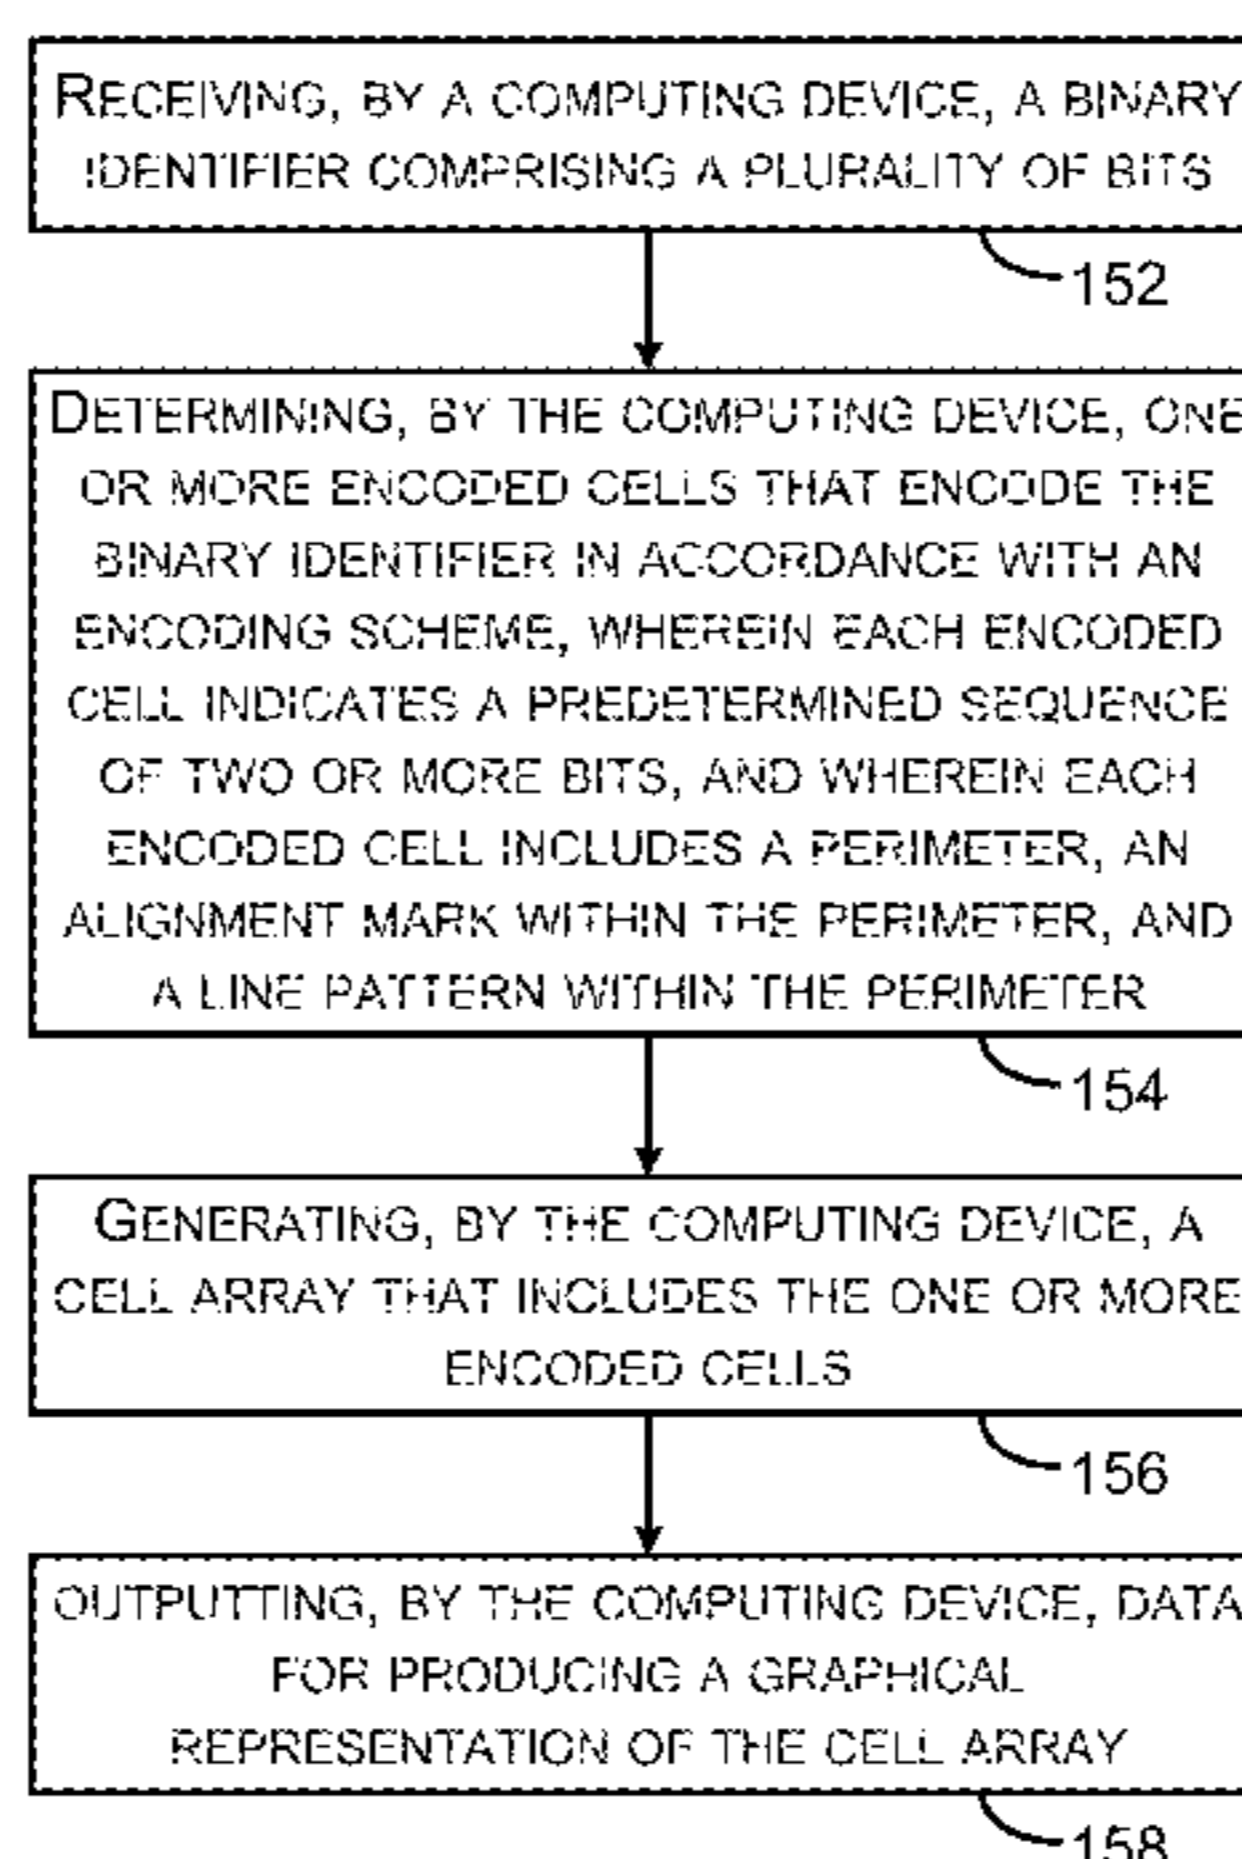 RECEIVING, BY A COMPUTING DEVICE, A BINARY
IDENTIFIER COMPRISING A PLURALITY OF BITS
152
DETERMINING, BY THE COMPUTING DEVICE, ONE
OR MORE ENCODED CELLS THAT ENCODE THE
BINARY IDENTIFIER IN ACCORDANCE WITH AN
ENCODING SCHEME, WHEREIN EACH ENCODED
CELL INDICATES A PREDETERMINED SEQUENCE
OF TWO OR MORE BITS, AND WHEREIN EACH
ENCODED CELL INCLUDES A PERIMETER, AN
ALIGNMENT MARK WITHIN THE PERIMETER, AND
A LINE PATTERN WITHIN THE PERIMETER
154
GENERATING, BY THE COMPUTING DEVICE, A
CELL ARRAY THAT INCLUDES THE ONE OR MORE
ENCODED CELLS
156
OUTPUTTING, BY THE COMPUTING DEVICE, DATA
FOR PRODUCING A GRAPHICAL
REPRESENTATION OF THE CELL ARRAY
158